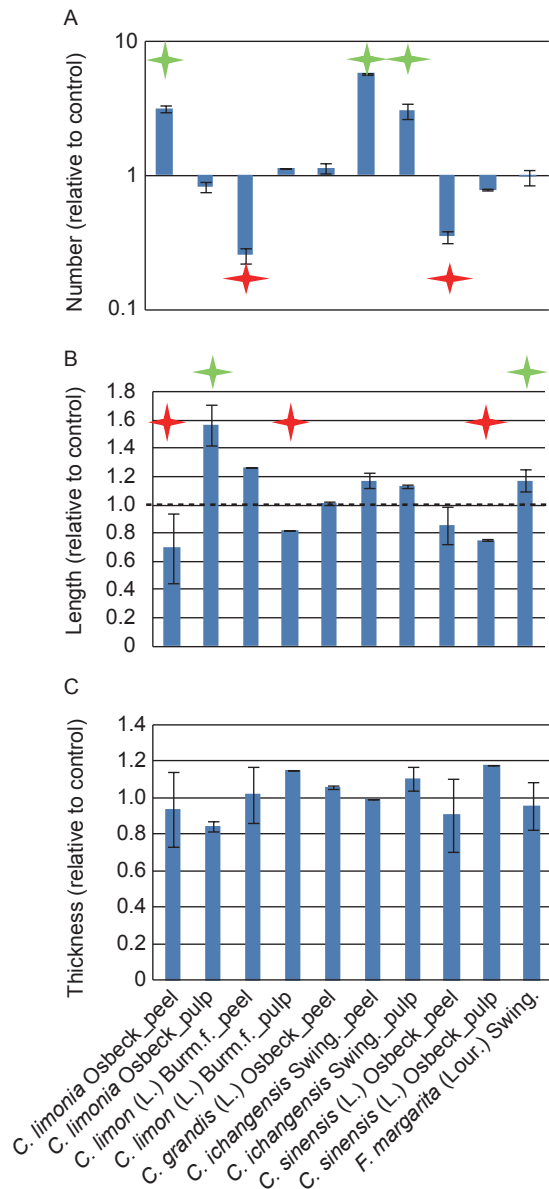 A
Number (relative to control)
10
1
0.1
B
Length (relative to control)
1.8
1.6
1.4
1.2
1.0
0.8
0.6
0.4
0.2
0
C
Thickness (relative to control)
1.4
1.2
1.0
0.8
0.6
0.4
0.2
0
C. limonia Osbeck_peel
C. limonia Osbeck_pulp
C. limon (L.) Burm.f._peel
C. limon (L.) Burm.f._pulp
C. grandis (L.) Osbeck_peel
C. ichangensis Swing._peel
C. ichangensis Swing._pulp
C. sinensis (L.) Osbeck_peel
C. sinensis (L.) Osbeck_pulp
F. margarita (Lour.) Swing.